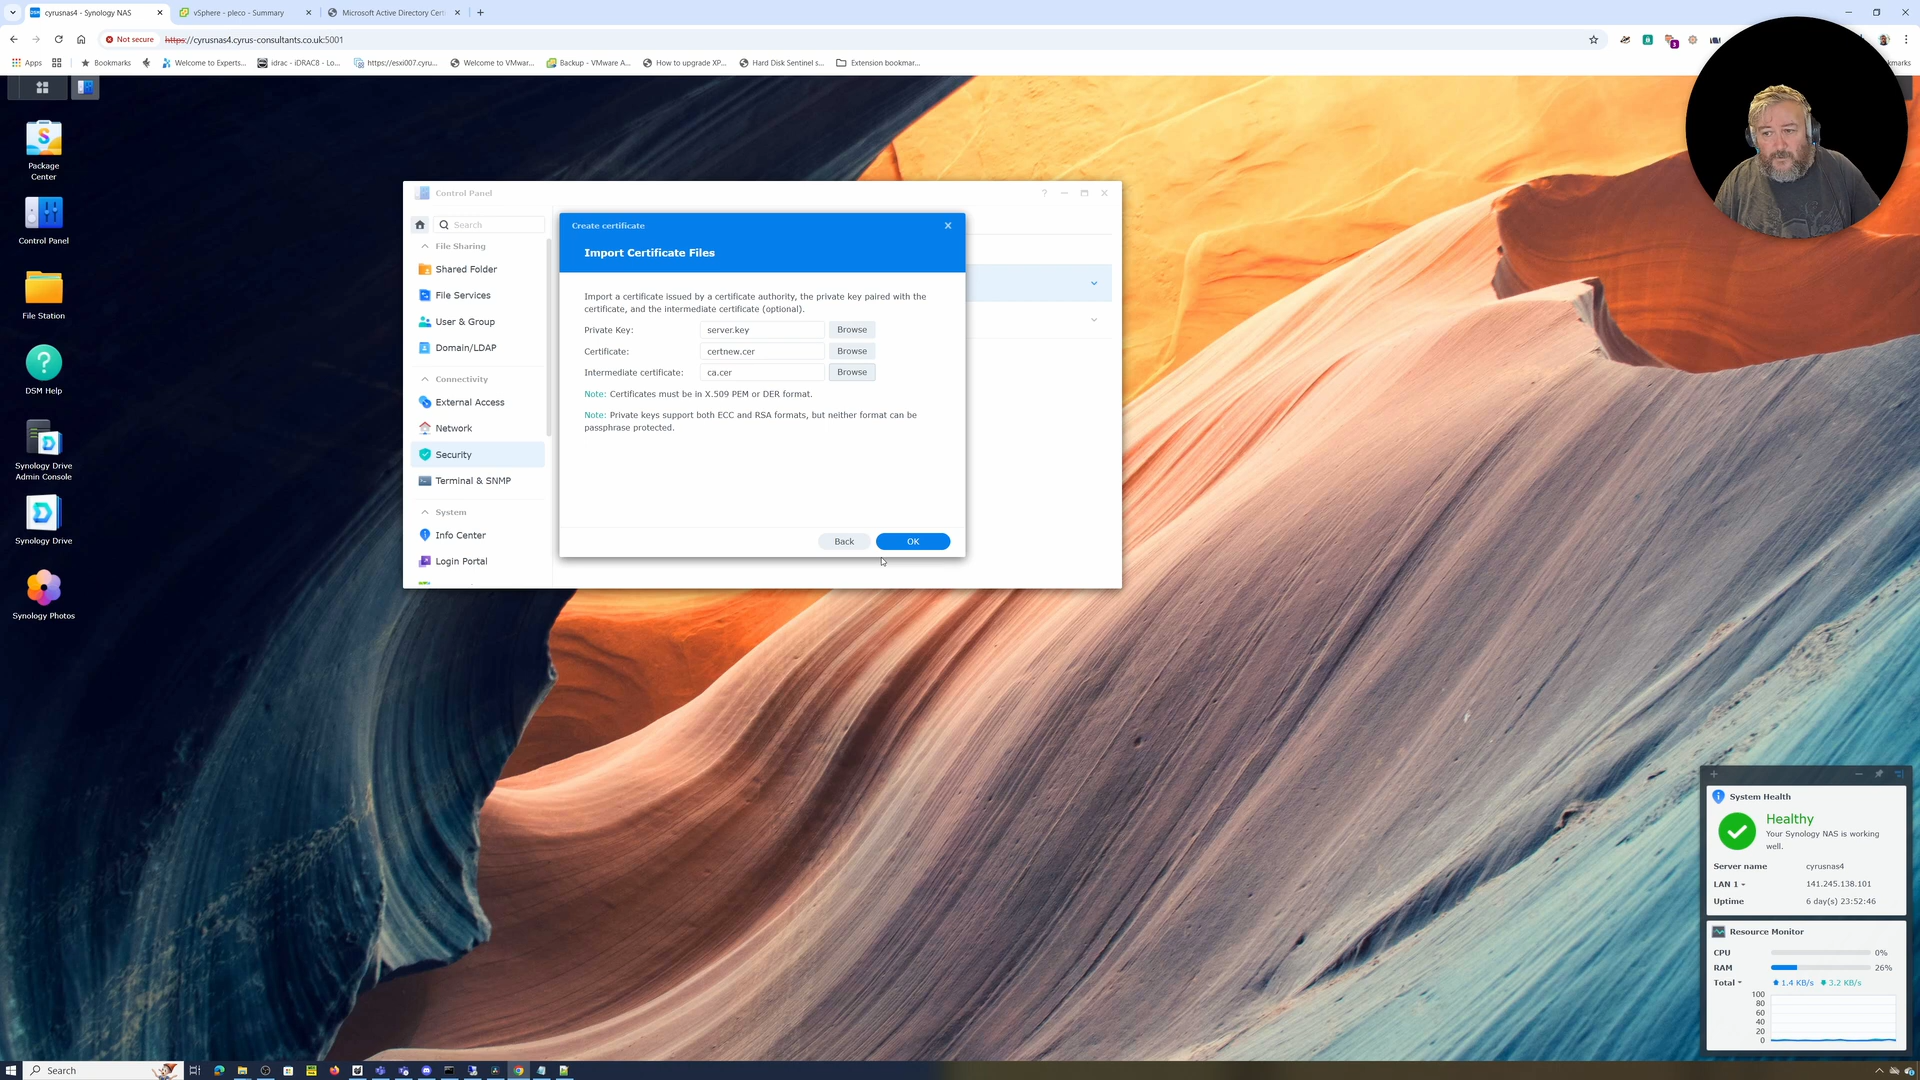 cyrusnas4 - Synology NAS
vSphere - pleco - Summary
Microsoft Active Directory Certi
Not secure
https://cyrusnas4.cyrus-consultants.co.uk:5001
3
Apps
Bookmarks
Welcome to Experts...
idrac - iDRAC8 - Lo...
https://esxi007.cyru...
Welcome to VMwar...
Backup - VMware A...
How to upgrade XP...
Hard Disk Sentinel s...
Extension bookmar...
Package
Center
Control Panel
File Station
DSM Help
Synology Drive
Admin Console
Synology Drive
Synology Photos
Control Panel
Search
File Sharing
Shared Folder
File Services
User & Group
Domain/LDAP
Connectivity
External Access
Network
Security
Terminal & SNMP
System
Info Center
Login Portal
Create certificate
Import Certificate Files
Import a certificate issued by a certificate authority, the private key paired with the
certificate, and the intermediate certificate (optional).
Private Key: server.key Browse
Certificate: certnew.cer Browse
Intermediate certificate: ca.cer Browse
Note: Certificates must be in X.509 PEM or DER format.
Note: Private keys support both ECC and RSA formats, but neither format can be
passphrase protected.
Back
OK
System Health
Healthy
Your Synology NAS is working
well.
Server name cyrusnas4
LAN 1 141.245.138.101
Uptime 6 day(s) 23:52:46
Resource Monitor
CPU 0%
RAM 26%
Total 1.4 KB/s 3.2 KB/s
100
80
60
40
20
0
Search